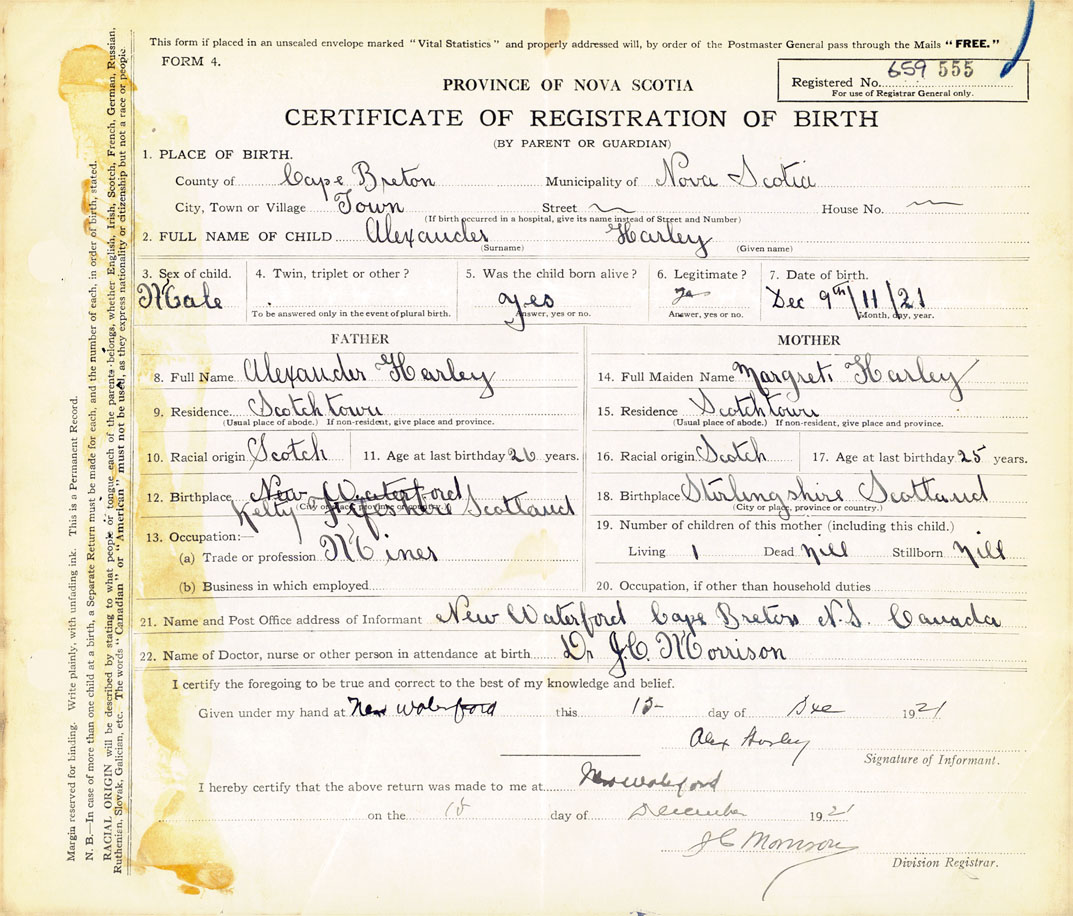 This form if placed in an unsealed envelope marked "Vital Statistics" and properly addressed will, by order of the Postmaster General pass through the Mails "FREE."
FORM 4.
Registered No. 659 555
For use of Registrar General only.
PROVINCE OF NOVA SCOTIA
CERTIFICATE OF REGISTRATION OF BIRTH
(BY PARENT OR GUARDIAN)
1. PLACE OF BIRTH.
County of Cape Breton Municipality of Nova Scotia
City, Town or Village Town Street House No.
(If birth occurred in a hospital, give its name instead of Street and Number)
2. FULL NAME OF CHILD Alexander Harley
(Surname) (Given name)
3. Sex of child. 4. Twin, triplet or other? 5. Was the child born alive? 6. Legitimate? 7. Date of birth.
Male yes yes Dec 9th/11/21
To be answered only in the event of plural birth. Answer, yes or no. Answer, yes or no. Month, day, year.
FATHER
8. Full Name Alexander Harley
9. Residence Scotchtown
(Usual place of abode.) If non-resident, give place and province.
10. Racial origin Scotch 11. Age at last birthday 26 years.
12. Birthplace New Waterford
(City or place, province or country.)
Kelty Fifeshire Scotland
13. Occupation:—
(a) Trade or profession Miner
(b) Business in which employed
MOTHER
14. Full Maiden Name Margret Harley
15. Residence Scotchtown
(Usual place of abode.) If non-resident, give place and province.
16. Racial origin Scotch 17. Age at last birthday 25 years.
18. Birthplace Stirlingshire Scotland
(City or place, province or country.)
19. Number of children of this mother (including this child.)
Living 1 Dead Nill Stillborn Nill
20. Occupation, if other than household duties
21. Name and Post Office address of Informant New Waterford Cape Breton N.S. Canada
22. Name of Doctor, nurse or other person in attendance at birth Dr J.C. Morrison
I certify the foregoing to be true and correct to the best of my knowledge and belief.
Given under my hand at New Waterford this 15 day of Dec 1921
Alex Harley
Signature of Informant.
I hereby certify that the above return was made to me at New Waterford
on the 15 day of December 1921
J C Morrison
Division Registrar.
Margin reserved for binding. Write plainly, with unfading ink. This is a Permanent Record.
N. B.—In case of more than one child at a birth, a Separate Return must be made for each, and the number of each, in order of birth, stated.
RACIAL ORIGIN will be described by stating to what people or tongue each of the parents belongs, whether English, Irish, Scotch, French, German, Russian,
Ruthenian, Slovak, Galician, etc. The words "Canadian" or "American" must not be used, as they express nationality or citizenship but not a race or people.